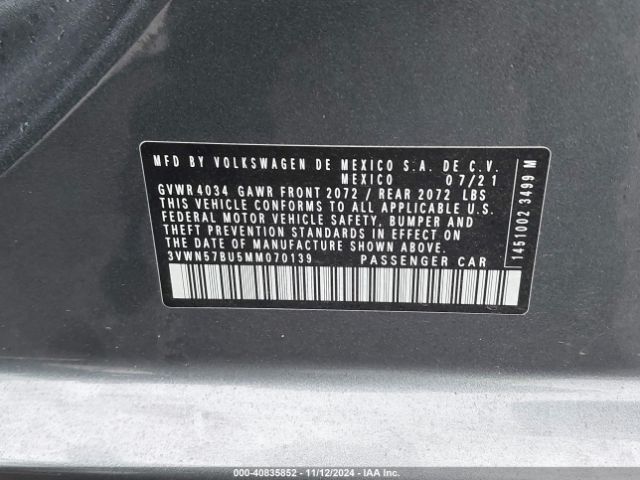 MFD BY VOLKSWAGEN DE MEXICO S.A. DE C.V.
MEXICO 07/21
GVWR 4034 GAWR FRONT 2072 / REAR 2072 LBS
THIS VEHICLE CONFORMS TO ALL APPLICABLE U.S.
FEDERAL MOTOR VEHICLE SAFETY, BUMPER AND
THEFT PREVENTION STANDARDS IN EFFECT ON
THE DATE OF MANUFACTURE SHOWN ABOVE.
3VWN57BU5MM070139 PASSENGER CAR
1451002 3499 M
000-40835852 - 11/12/2024 - IAA Inc.